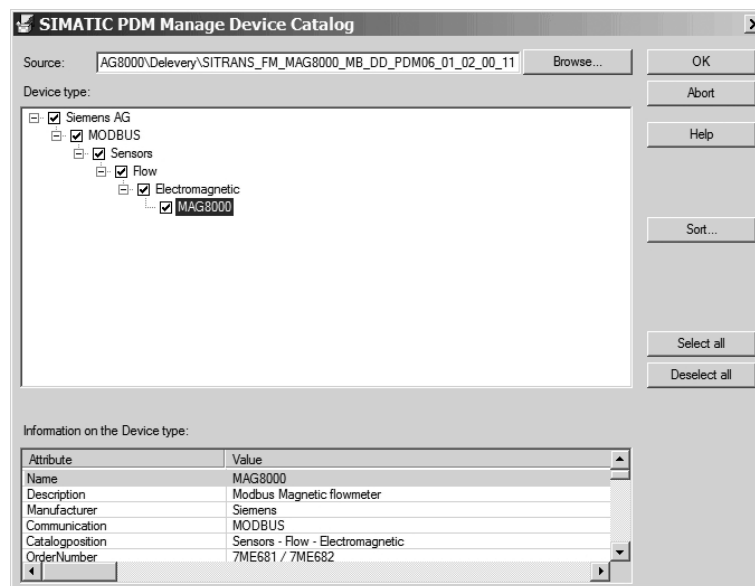 SIMATIC PDM Manage Device Catalog
Source: AG8000\Delevery\SITRANS_FM_MAG8000_MB_DD_PDM06_01_02_00_11 Browse... OK
Device type: Abort
Siemens AG
MODBUS Help
Sensors
Flow
Electromagnetic
MAG8000
Sort...
Select all
Deselect all
Information on the Device type:
Attribute Value
Name MAG8000
Description Modbus Magnetic flowmeter
Manufacturer Siemens
Communication MODBUS
Catalogposition Sensors - Flow - Electromagnetic
OrderNumber 7ME681 / 7ME682